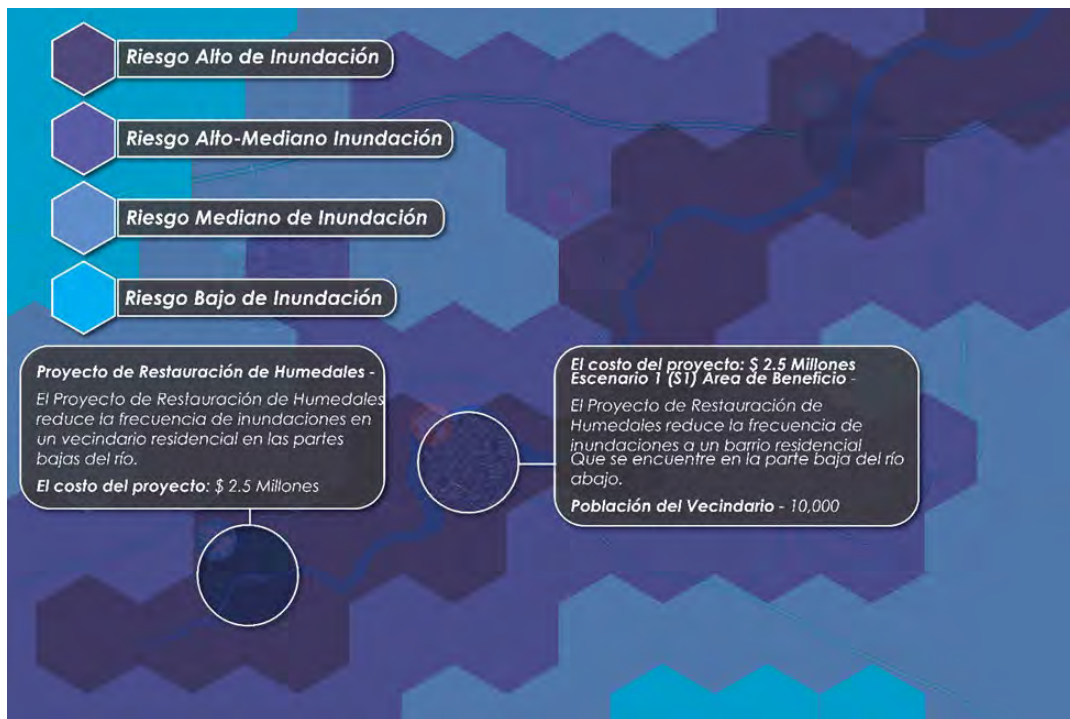 Riesgo Alto de Inundación
Riesgo Alto-Mediano Inundación
Riesgo Mediano de Inundación
Riesgo Bajo de Inundación
Proyecto de Restauración de Humedales -
El Proyecto de Restauración de Humedales
reduce la frecuencia de inundaciones en
un vecindario residencial en las partes
bajas del río.
El costo del proyecto: $ 2.5 Millones
El costo del proyecto: $ 2.5 Millones
Escenario 1 (S1) Área de Beneficio -
El Proyecto de Restauración de
Humedales reduce la frecuencia de
inundaciones a un barrio residencial
Que se encuentre en la parte baja del río
abajo.
Población del Vecindario - 10,000